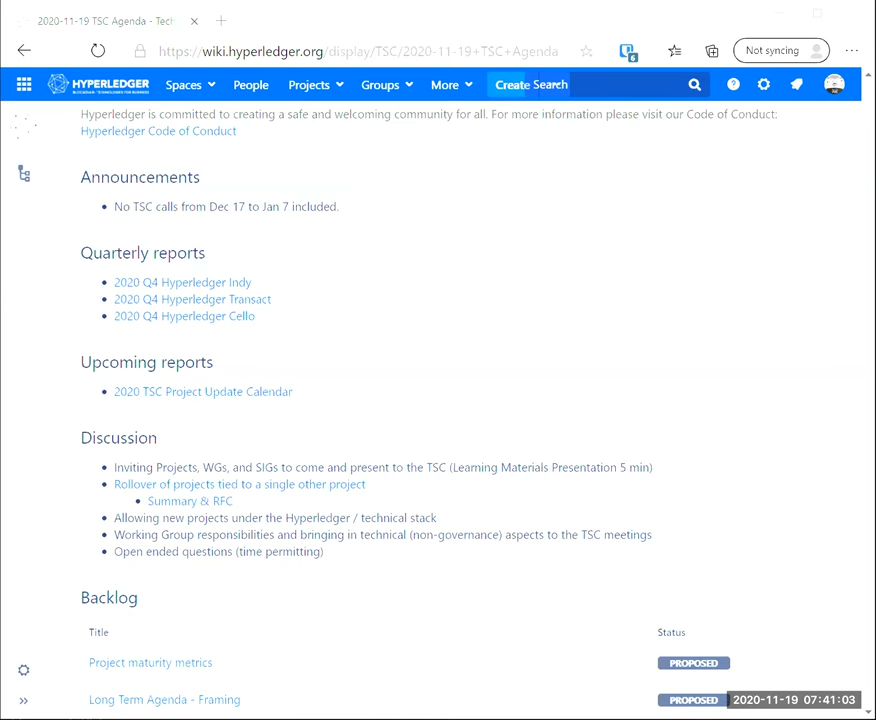 2020-11-19 TSC Agenda - Tech
https://wiki.hyperledger.org/display/TSC/2020-11-19+TSC+Agenda
6
Not syncing
HYPERLEDGER
BLOCKCHAIN TECHNOLOGIES FOR BUSINESS
Spaces
People
Projects
Groups
More
Create
Search
Hyperledger is committed to creating a safe and welcoming community for all. For more information please visit our Code of Conduct:
Hyperledger Code of Conduct
Announcements
No TSC calls from Dec 17 to Jan 7 included.
Quarterly reports
2020 Q4 Hyperledger Indy
2020 Q4 Hyperledger Transact
2020 Q4 Hyperledger Cello
Upcoming reports
2020 TSC Project Update Calendar
Discussion
Inviting Projects, WGs, and SIGs to come and present to the TSC (Learning Materials Presentation 5 min)
Rollover of projects tied to a single other project
Summary & RFC
Allowing new projects under the Hyperledger / technical stack
Working Group responsibilities and bringing in technical (non-governance) aspects to the TSC meetings
Open ended questions (time permitting)
Backlog
Title Status
Project maturity metrics PROPOSED
Long Term Agenda - Framing PROPOSED
2020-11-19 07:41:03